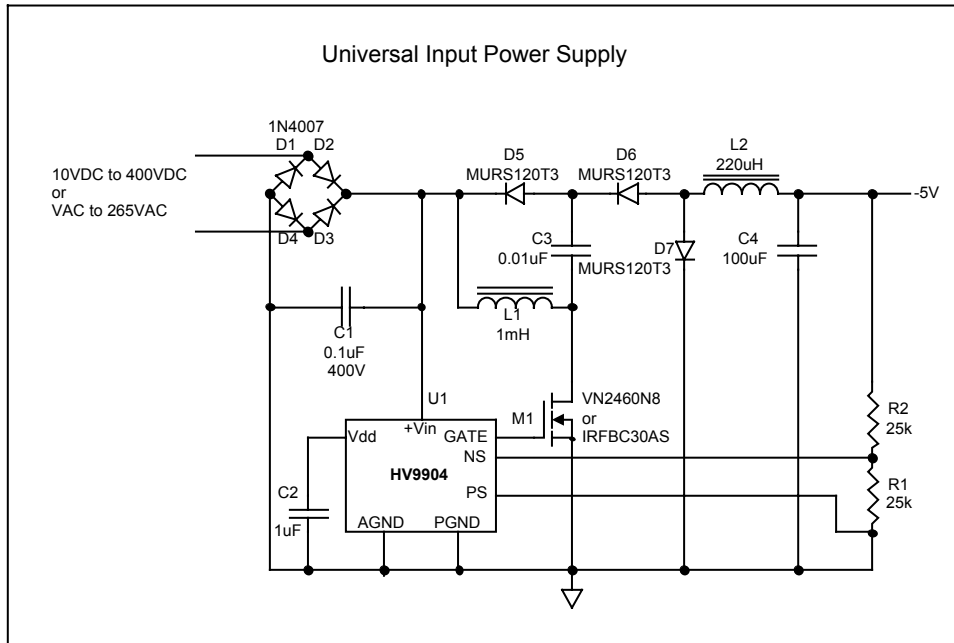 Universal Input Power Supply
1N4007
D1 D2
D4 D3
10VDC to 400VDC
or
VAC to 265VAC
D5
MURS120T3
D6
MURS120T3
L2
220uH
-5V
C3
0.01uF
D7
MURS120T3
C4
100uF
L1
1mH
C1
0.1uF
400V
U1
+Vin
Vdd
GATE
NS
HV9904
PS
AGND PGND
M1
VN2460N8
or
IRFBC30AS
C2
1uF
R2
25k
R1
25k